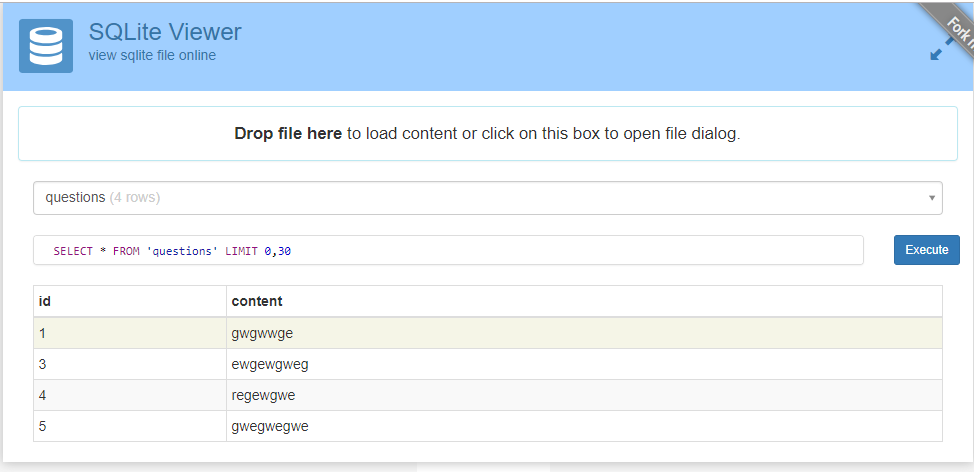 SQLite Viewer
view sqlite file online
Drop file here to load content or click on this box to open file dialog.
questions (4 rows)
SELECT * FROM 'questions' LIMIT 0,30
Execute
id content
1 gwgwwge
3 ewgewgweg
4 regewgwe
5 gwegwegwe